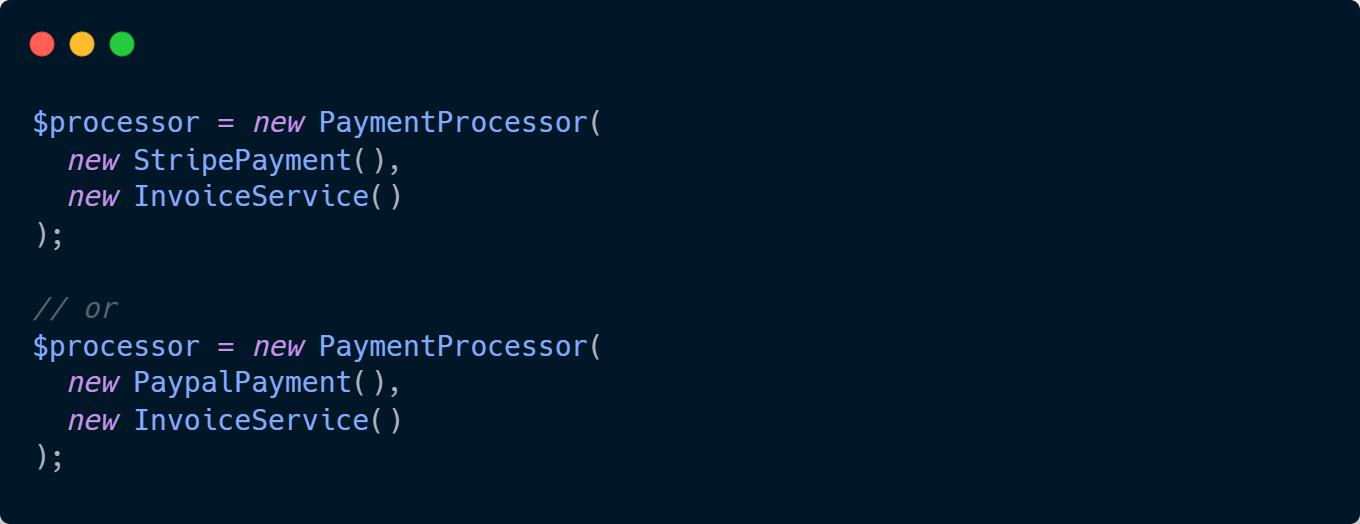 $processor = new PaymentProcessor(
  new StripePayment(),
  new InvoiceService()
);

// or
$processor = new PaymentProcessor(
  new PaypalPayment(),
  new InvoiceService()
);